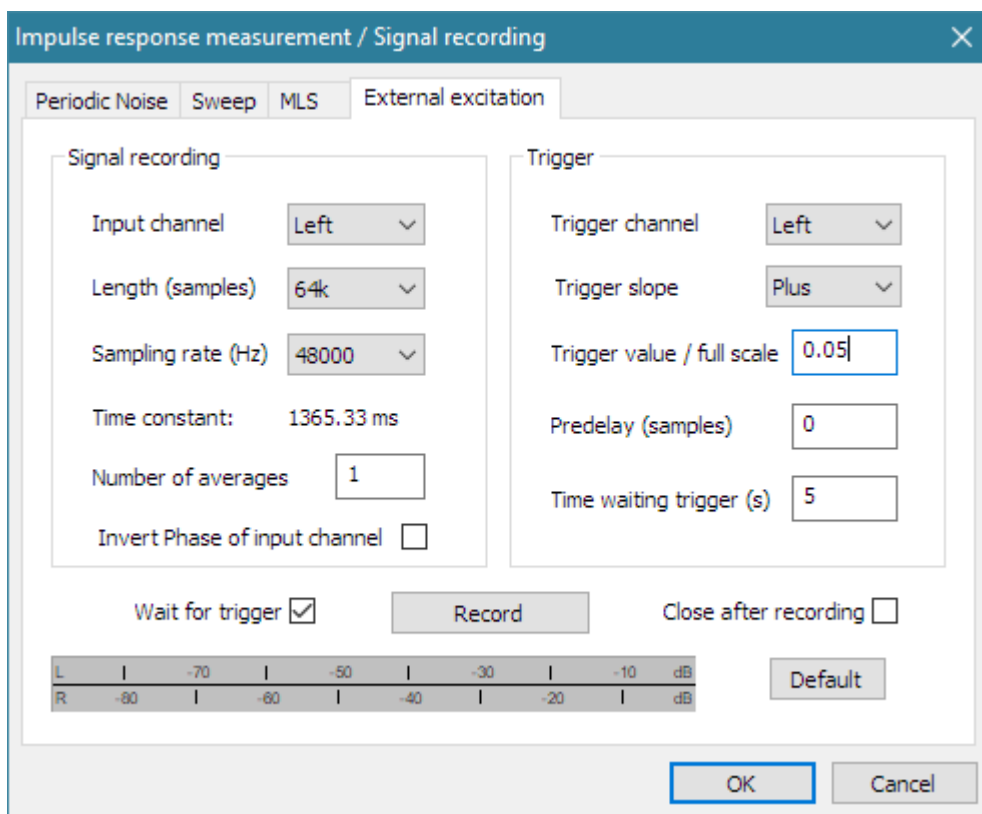 Impulse response measurement / Signal recording
Periodic Noise Sweep MLS External excitation
Signal recording
Input channel Left
Length (samples) 64k
Sampling rate (Hz) 48000
Time constant: 1365.33 ms
Number of averages 1
Invert Phase of input channel
Trigger
Trigger channel Left
Trigger slope Plus
Trigger value / full scale 0.05
Predelay (samples) 0
Time waiting trigger (s) 5
Wait for trigger Record Close after recording
L -70 -50 -30 -10 dB
R -80 -60 -40 -20 dB
Default
OK Cancel